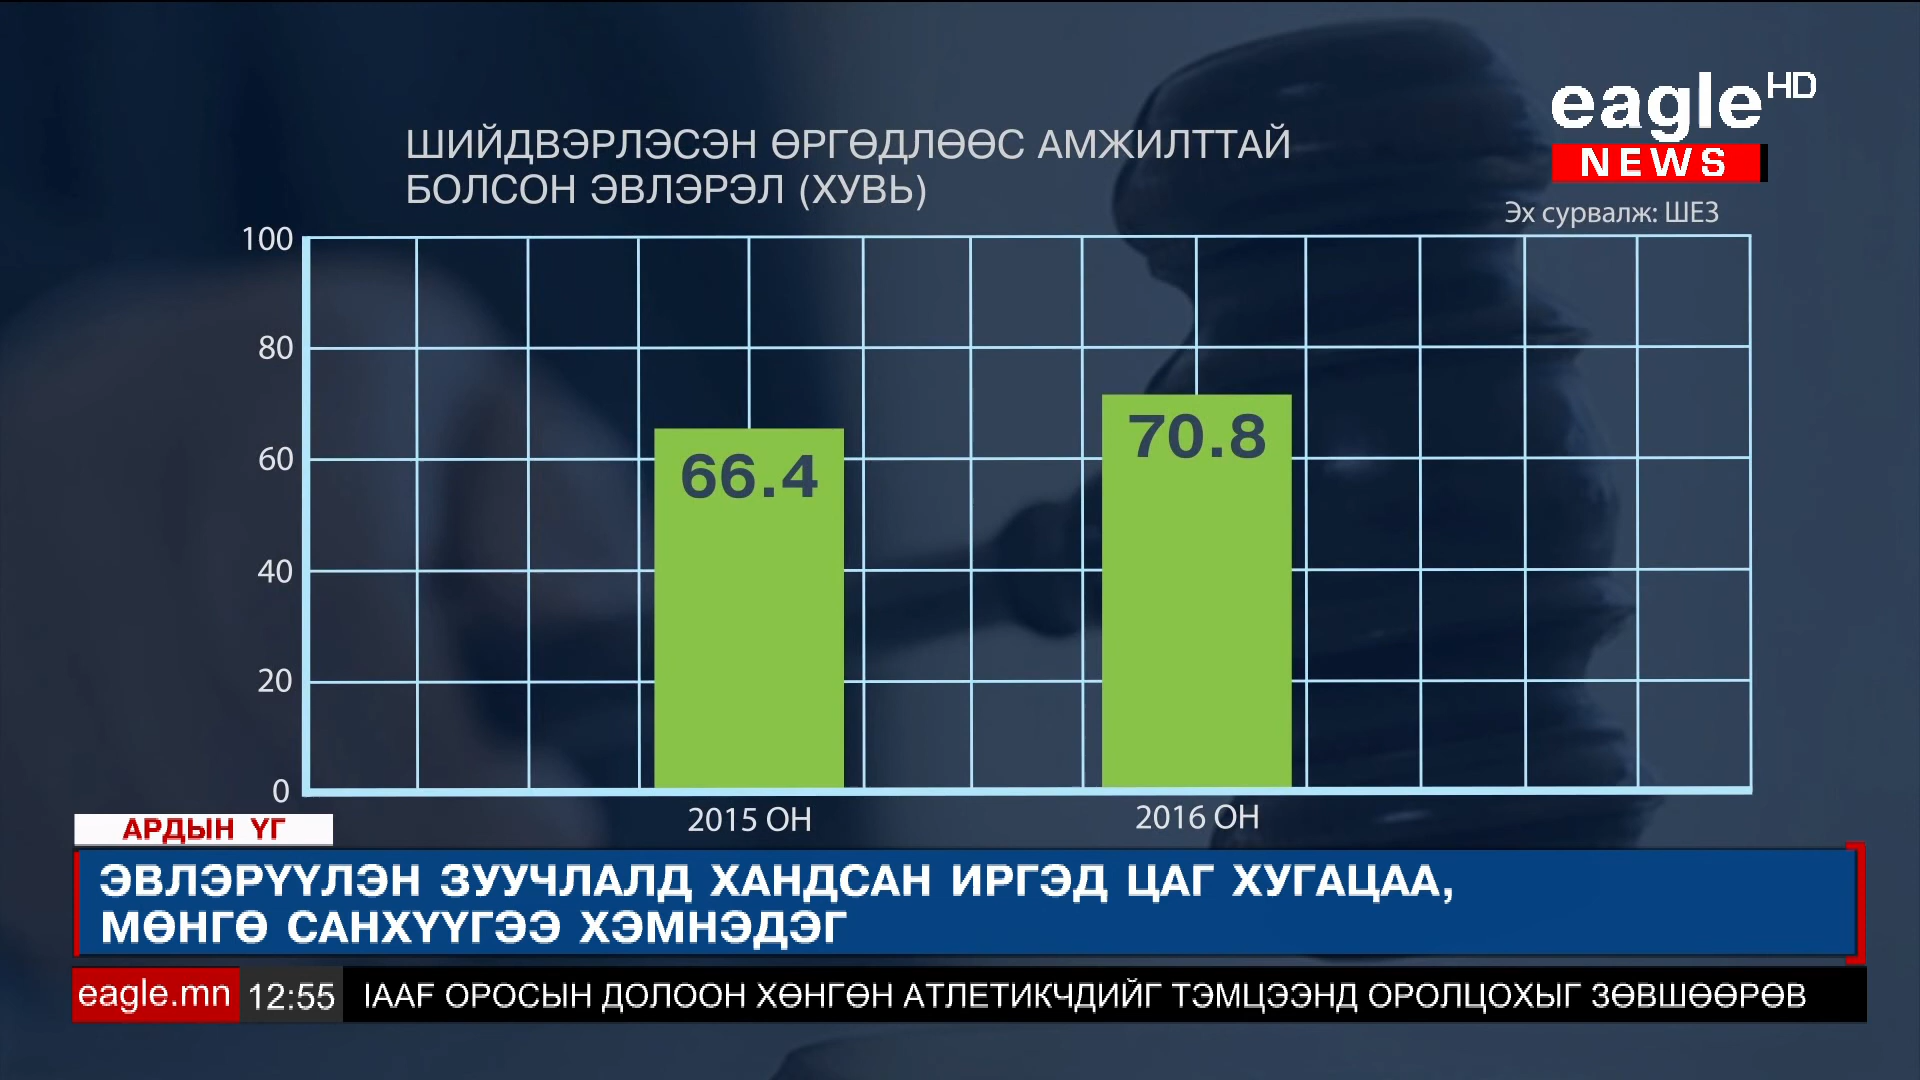 eagle HD
NEWS
ШИЙДВЭРЛЭСЭН ӨРГӨДЛӨӨС АМЖИЛТТАЙ
БОЛСОН ЭВЛЭРЭЛ (ХУВЬ)
Эх сурвалж: ШЕЗ
100
80
60
40
20
0
66.4
70.8
2015 ОН
2016 ОН
АРДЫН ҮГ
ЭВЛЭРҮҮЛЭН ЗУУЧЛАЛД ХАНДСАН ИРГЭД ЦАГ ХУГАЦАА,
МӨНГӨ САНХҮҮГЭЭ ХЭМНЭДЭГ
eagle.mn 12:55 IAAF ОРОСЫН ДОЛООН ХӨНГӨН АТЛЕТИКЧДИЙГ ТЭМЦЭЭНД ОРОЛЦОХЫГ ЗӨВШӨӨРӨВ